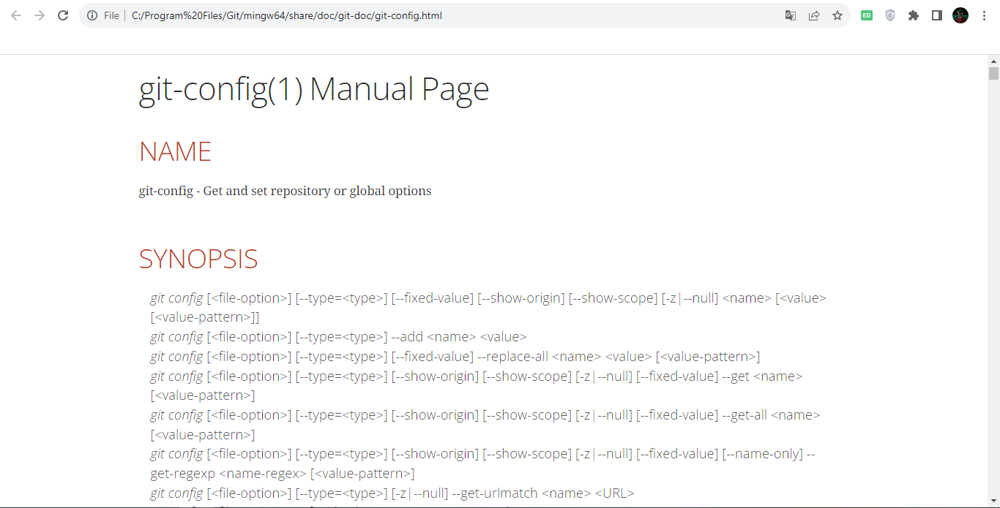 File | C:/Program%20Files/Git/mingw64/share/doc/git-doc/git-config.html
ED
git-config(1) Manual Page
NAME
git-config - Get and set repository or global options
SYNOPSIS
git config [<file-option>] [--type=<type>] [--fixed-value] [--show-origin] [--show-scope] [-z|--null] <name> [<value>
[<value-pattern>]]
git config [<file-option>] [--type=<type>] --add <name> <value>
git config [<file-option>] [--type=<type>] [--fixed-value] --replace-all <name> <value> [<value-pattern>]
git config [<file-option>] [--type=<type>] [--show-origin] [--show-scope] [-z|--null] [--fixed-value] --get <name>
[<value-pattern>]
git config [<file-option>] [--type=<type>] [--show-origin] [--show-scope] [-z|--null] [--fixed-value] --get-all <name>
[<value-pattern>]
git config [<file-option>] [--type=<type>] [--show-origin] [--show-scope] [-z|--null] [--fixed-value] [--name-only] --
get-regexp <name-regex> [<value-pattern>]
git config [<file-option>] [--type=<type>] [-z|--null] --get-urlmatch <name> <URL>